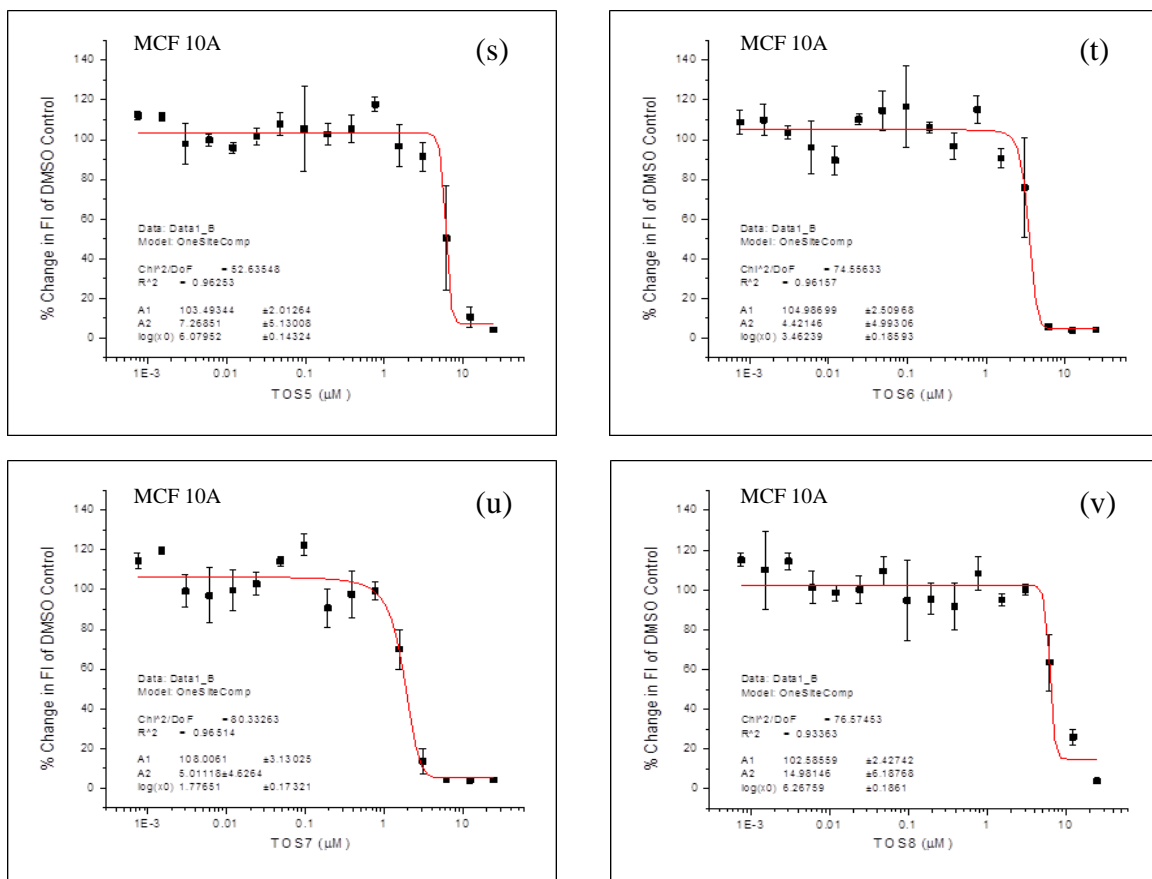 MCF 10A (s)
140
120
100
80
60
40
20
0
% Change in FI of DMSO Control
Data: Data1_B
Model: OneSiteComp
Chi^2/DoF = 52.63548
R^2 = 0.96253
A1 103.49344 ±2.01264
A2 7.26851 ±5.13008
log(x0) 6.07952 ±0.14324
1E-3 0.01 0.1 1 10
TOS5 (μM)
MCF 10A (t)
140
120
100
80
60
40
20
0
% Change in FI of DMSO Control
Data: Data1_B
Model: OneSiteComp
Chi^2/DoF = 74.55633
R^2 = 0.96157
A1 104.98699 ±2.50968
A2 4.42146 ±4.99306
log(x0) 3.46239 ±0.18593
1E-3 0.01 0.1 1 10
TOS6 (μM)
MCF 10A (u)
140
120
100
80
60
40
20
0
% Change in FI of DMSO Control
Data: Data1_B
Model: OneSiteComp
Chi^2/DoF = 80.33263
R^2 = 0.96514
A1 108.0061 ±3.13025
A2 5.01118±4.6264
log(x0) 1.77651 ±0.17321
1E-3 0.01 0.1 1 10
TOS7 (μM)
MCF 10A (v)
140
120
100
80
60
40
20
0
% Change in FI of DMSO Control
Data: Data1_B
Model: OneSiteComp
Chi^2/DoF = 76.57453
R^2 = 0.93363
A1 102.58559 ±2.42742
A2 14.98146 ±6.18768
log(x0) 6.26759 ±0.1861
1E-3 0.01 0.1 1 10
TOS8 (μM)